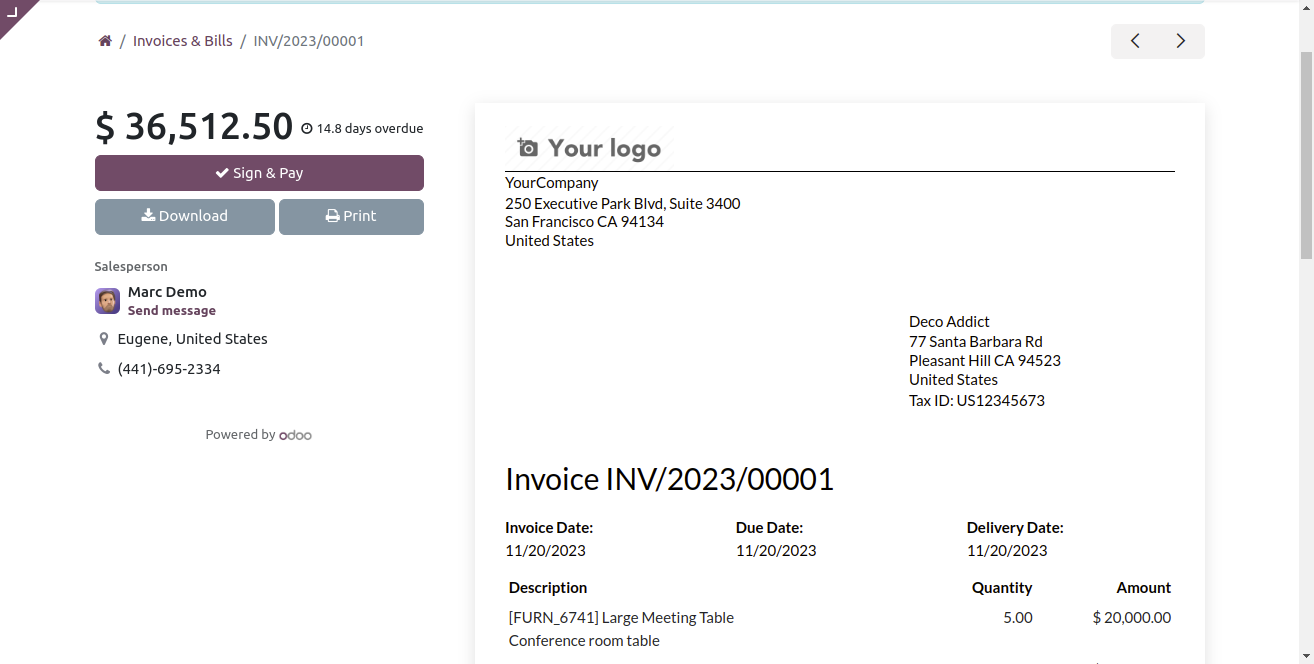 / Invoices & Bills / INV/2023/00001
$ 36,512.50 14.8 days overdue
Sign & Pay
Download
Print
Salesperson
Marc Demo
Send message
Eugene, United States
(441)-695-2334
Powered by odoo
Your logo
YourCompany
250 Executive Park Blvd, Suite 3400
San Francisco CA 94134
United States
Deco Addict
77 Santa Barbara Rd
Pleasant Hill CA 94523
United States
Tax ID: US12345673
Invoice INV/2023/00001
Invoice Date: Due Date: Delivery Date:
11/20/2023 11/20/2023 11/20/2023
Description Quantity Amount
[FURN_6741] Large Meeting Table 5.00 $ 20,000.00
Conference room table